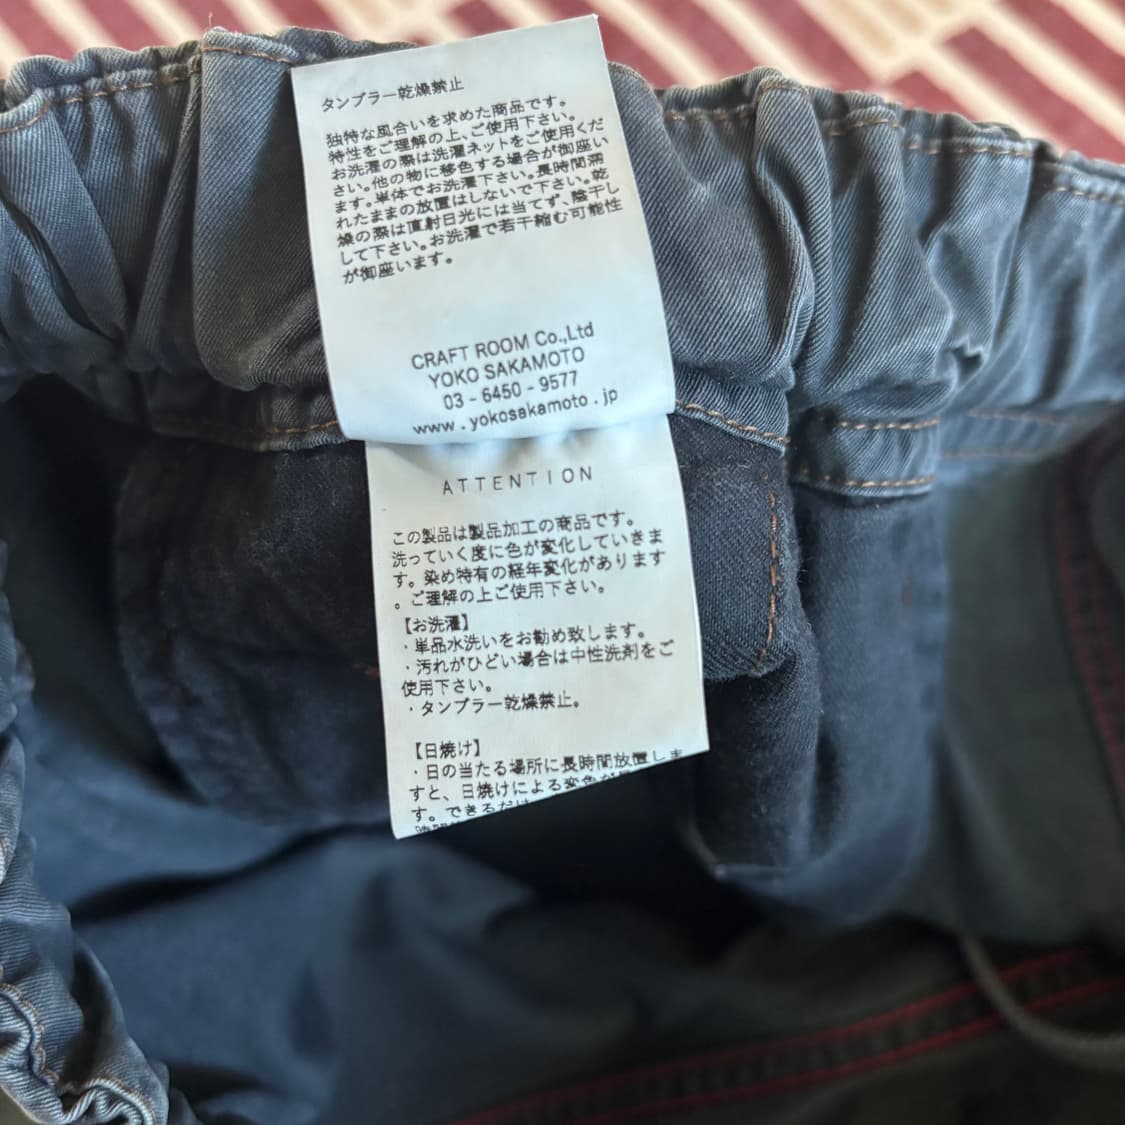 タンブラー乾燥禁止
独特な風合いを求めた商品です。
特性をご理解の上、ご使用下さい。
お洗濯の際は洗濯ネットをご使用くだ
さい。他の物に移色する場合が御座い
ます。単体でお洗濯下さい。長時間濡
れたままの放置はしないで下さい。乾
燥の際は直射日光には当てず、陰干し
して下さい。お洗濯で若干縮む可能性
が御座います。
CRAFT ROOM Co.,Ltd
YOKO SAKAMOTO
03 - 6450 - 9577
www . yokosakamoto . jp
ATTENTION
この製品は製品加工の商品です。
洗っていく度に色が変化していきま
す。染め特有の経年変化があります
。ご理解の上ご使用下さい。
【お洗濯】
・単品水洗いをお勧め致します。
・汚れがひどい場合は中性洗剤をご
使用下さい。
・タンブラー乾燥禁止。
【日焼け】
・日の当たる場所に長時間放置しま
すと、日焼けによる変色が
す。できるだけ